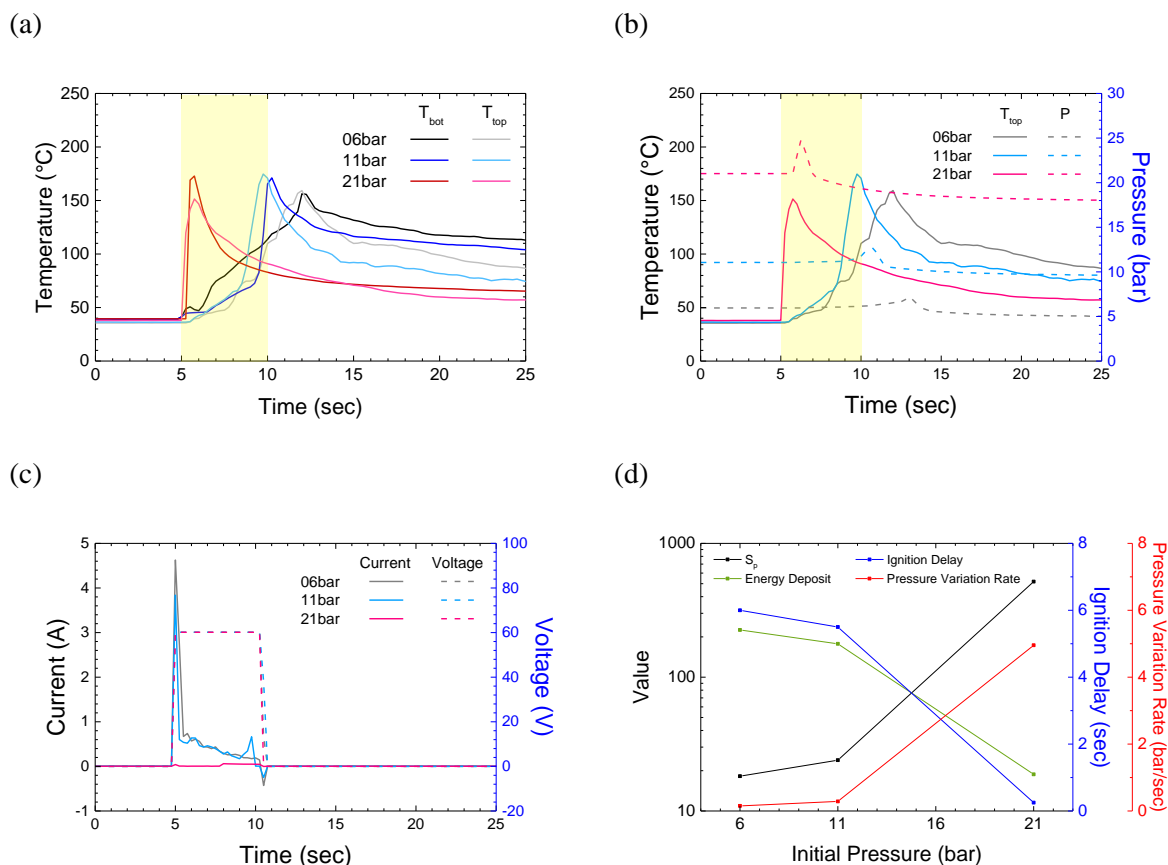 (a)
250
200
150
100
50
0
Temperature (°C)
T_bot T_top
06bar
11bar
21bar
0 5 10 15 20 25
Time (sec)
(b)
250
200
150
100
50
0
Temperature (°C)
T_top P
06bar
11bar
21bar
30
25
20
15
10
5
0
Pressure (bar)
0 5 10 15 20 25
Time (sec)
(c)
5
4
3
2
1
0
-1
Current (A)
Current Voltage
06bar
11bar
21bar
100
80
60
40
20
0
-20
Voltage (V)
0 5 10 15 20 25
Time (sec)
(d)
1000
100
10
Value
S_p Ignition Delay
Energy Deposit Pressure Variation Rate
8
6
4
2
0
Ignition Delay (sec)
8
6
4
2
0
Pressure Variation Rate (bar/sec)
6 11 16 21
Initial Pressure (bar)